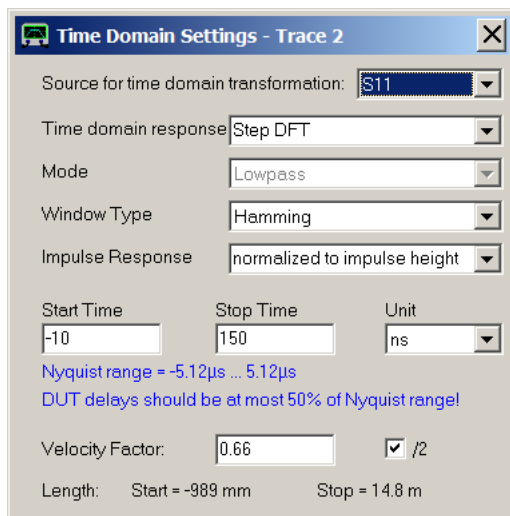 Time Domain Settings - Trace 2
Source for time domain transformation: S11
Time domain response Step DFT
Mode Lowpass
Window Type Hamming
Impulse Response normalized to impulse height
Start Time Stop Time Unit
-10 150 ns
Nyquist range = -5.12µs ... 5.12µs
DUT delays should be at most 50% of Nyquist range!
Velocity Factor: 0.66 /2
Length: Start = -989 mm Stop = 14.8 m